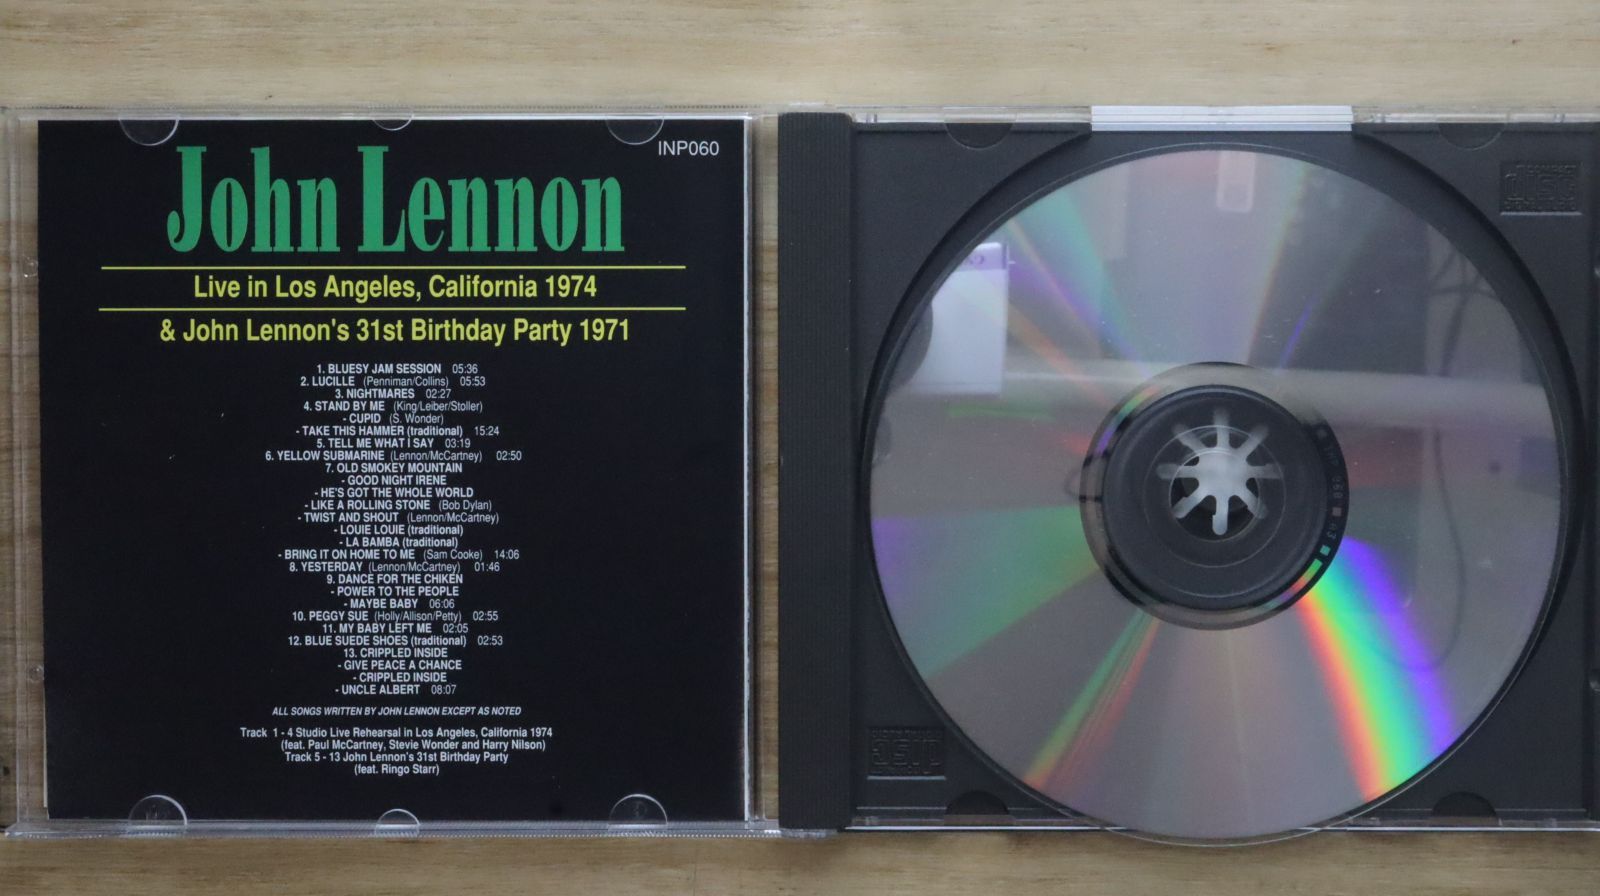 INP060
John Lennon
Live in Los Angeles, California 1974
& John Lennon's 31st Birthday Party 1971
1. BLUESY JAM SESSION 05:36
2. LUCILLE (Penniman/Collins) 05:53
3. NIGHTMARES 02:27
4. STAND BY ME (King/Leiber/Stoller)
- CUPID (S. Wonder)
- TAKE THIS HAMMER (traditional) 15:24
5. TELL ME WHAT I SAY 03:19
6. YELLOW SUBMARINE (Lennon/McCartney) 02:50
7. OLD SMOKEY MOUNTAIN
- GOOD NIGHT IRENE
- HE'S GOT THE WHOLE WORLD
- LIKE A ROLLING STONE (Bob Dylan)
- TWIST AND SHOUT (Lennon/McCartney)
- LOUIE LOUIE (traditional)
- LA BAMBA (traditional)
- BRING IT ON HOME TO ME (Sam Cooke) 14:06
8. YESTERDAY (Lennon/McCartney) 01:46
9. DANCE FOR THE CHIKEN
- POWER TO THE PEOPLE
- MAYBE BABY 06:06
10. PEGGY SUE (Holly/Allison/Petty) 02:55
11. MY BABY LEFT ME 02:05
12. BLUE SUEDE SHOES (traditional) 02:53
13. CRIPPLED INSIDE
- GIVE PEACE A CHANCE
- CRIPPLED INSIDE
- UNCLE ALBERT 08:07
ALL SONGS WRITTEN BY JOHN LENNON EXCEPT AS NOTED
Track 1 - 4 Studio Live Rehearsal in Los Angeles, California 1974
(feat. Paul McCartney, Stevie Wonder and Harry Nilson)
Track 5 - 13 John Lennon's 31st Birthday Party
(feat. Ringo Starr)
COMPACT
disc